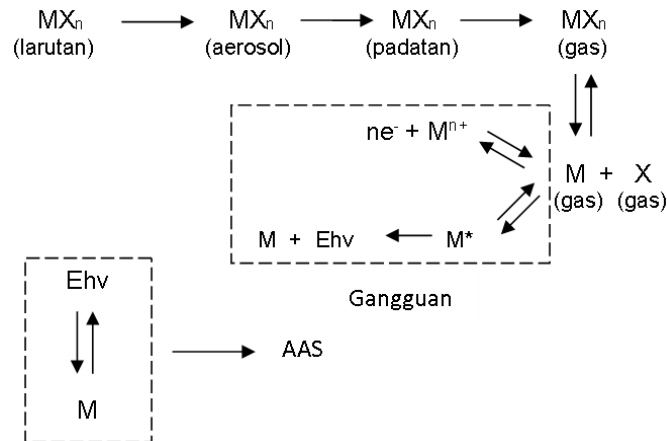 MXₙ MXₙ MXₙ MXₙ
(larutan) (aerosol) (padatan) (gas)
ne⁻ + Mⁿ⁺
M + X
(gas) (gas)
M + Ehv M*
Gangguan
Ehv
AAS
M